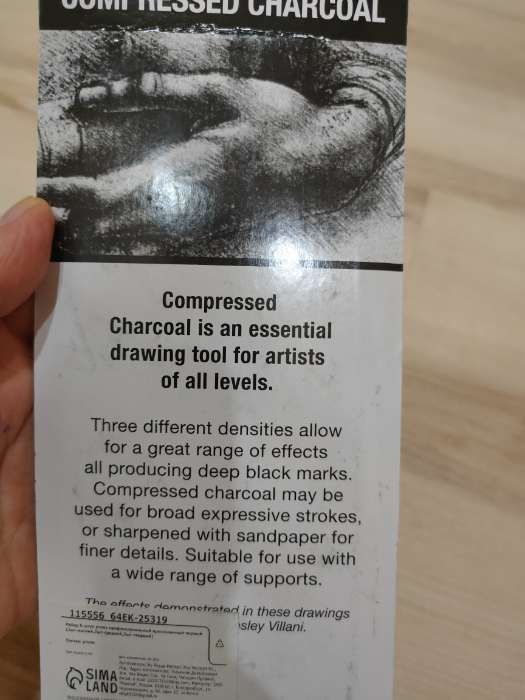 COMPRESSED CHARCOAL
Compressed
Charcoal is an essential
drawing tool for artists
of all levels.
Three different densities allow
for a great range of effects
all producing deep black marks.
Compressed charcoal may be
used for broad expressive strokes,
or sharpened with sandpaper for
finer details. Suitable for use with
a wide range of supports.
The effects demonstrated in these drawings
sley Villani.
115556 64EK-25319
SIMA
LAND